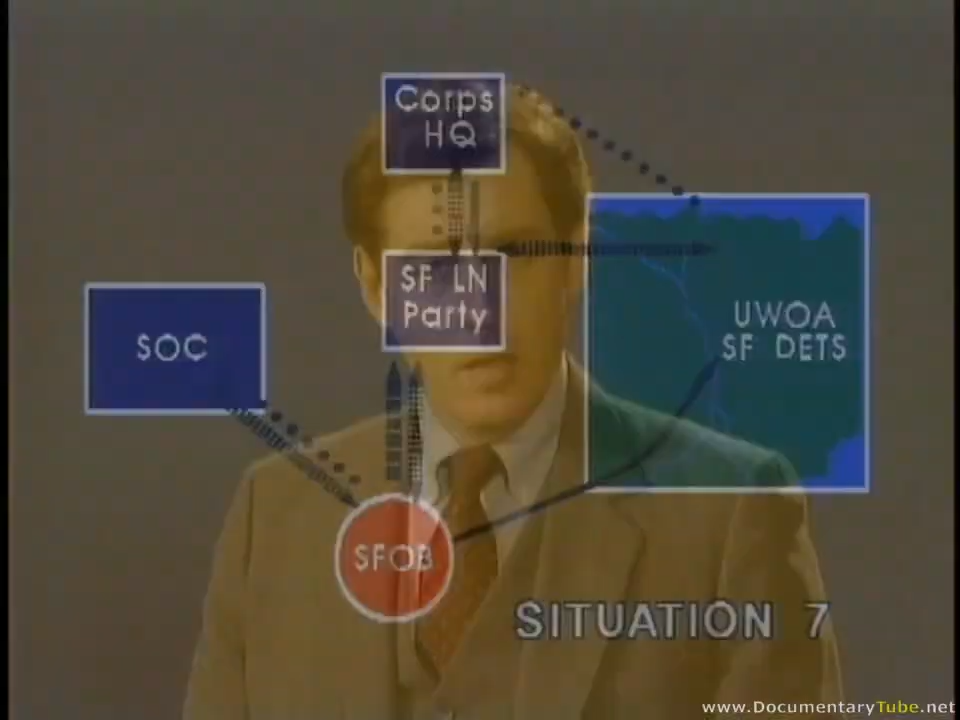 Corps
HQ
SF LN
Party
SOC
UWOA
SF DETS
SFOB
SITUATION 7
www.DocumentaryTube.net